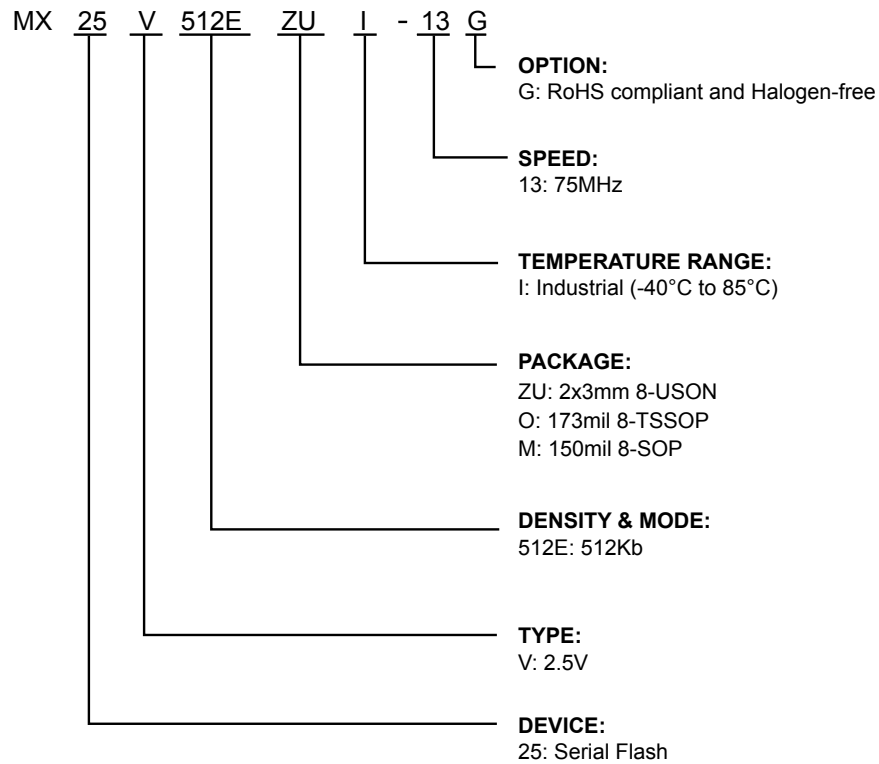 MX 25 V 512E ZU I - 13 G
OPTION:
G: RoHS compliant and Halogen-free
SPEED:
13: 75MHz
TEMPERATURE RANGE:
I: Industrial (-40°C to 85°C)
PACKAGE:
ZU: 2x3mm 8-USON
O: 173mil 8-TSSOP
M: 150mil 8-SOP
DENSITY & MODE:
512E: 512Kb
TYPE:
V: 2.5V
DEVICE:
25: Serial Flash